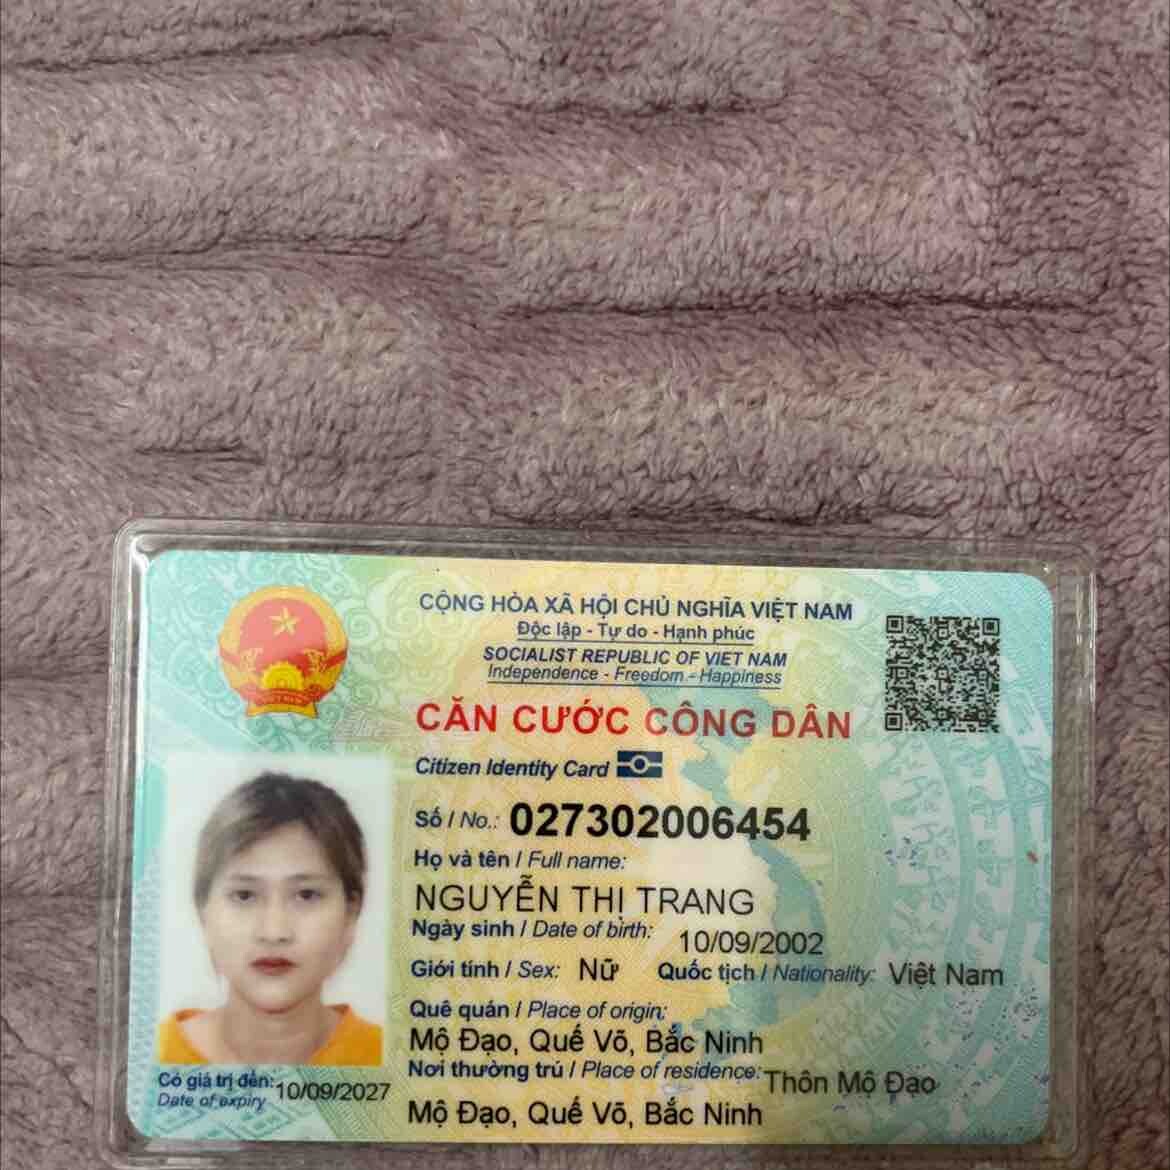 CỘNG HÒA XÃ HỘI CHỦ NGHĨA VIỆT NAM
Độc lập - Tự do - Hạnh phúc
SOCIALIST REPUBLIC OF VIET NAM
Independence - Freedom - Happiness
CĂN CƯỚC CÔNG DÂN
Citizen Identity Card
Số / No.: 027302006454
Họ và tên / Full name:
NGUYỄN THỊ TRANG
Ngày sinh / Date of birth: 10/09/2002
Giới tính / Sex: Nữ Quốc tịch / Nationality: Việt Nam
Quê quán / Place of origin:
Mộ Đạo, Quế Võ, Bắc Ninh
Nơi thường trú / Place of residence: Thôn Mộ Đạo
Mộ Đạo, Quế Võ, Bắc Ninh
Có giá trị đến: 10/09/2027
Date of expiry